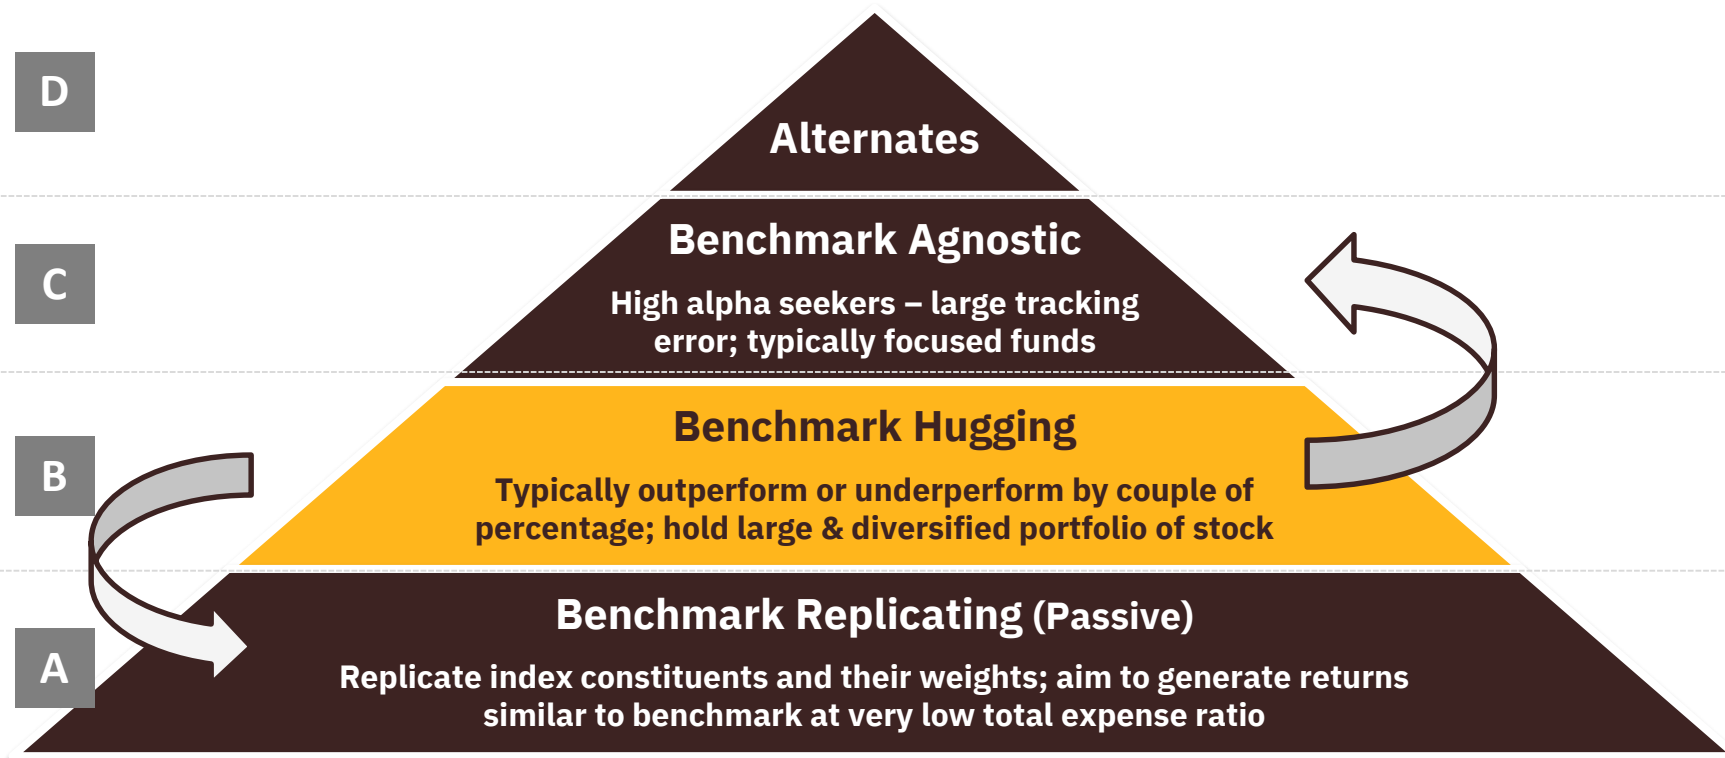 D
Alternates
C
Benchmark Agnostic
High alpha seekers – large tracking
error; typically focused funds
B
Benchmark Hugging
Typically outperform or underperform by couple of
percentage; hold large & diversified portfolio of stock
A
Benchmark Replicating (Passive)
Replicate index constituents and their weights; aim to generate returns
similar to benchmark at very low total expense ratio